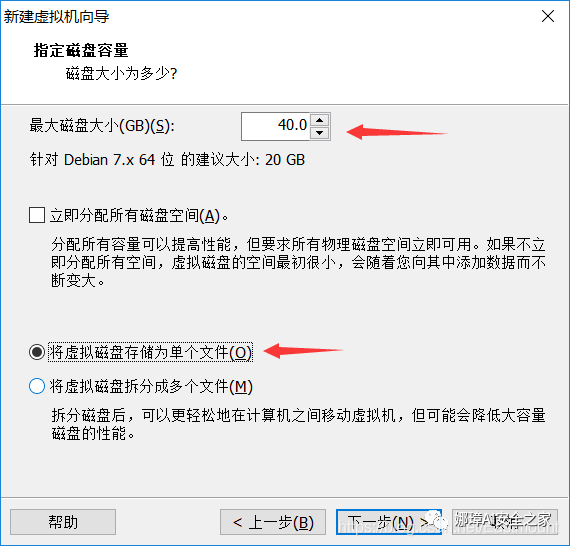 新建虚拟机向导
指定磁盘容量
磁盘大小为多少?
最大磁盘大小(GB)(S): 40.0
针对 Debian 7.x 64 位 的建议大小: 20 GB
立即分配所有磁盘空间(A)。
分配所有容量可以提高性能，但要求所有物理磁盘空间立即可用。如果不立
即分配所有空间，虚拟磁盘的空间最初很小，会随着您向其中添加数据而不
断变大。
将虚拟磁盘存储为单个文件(O)
将虚拟磁盘拆分成多个文件(M)
拆分磁盘后，可以更轻松地在计算机之间移动虚拟机，但可能会降低大容量
磁盘的性能。
帮助 < 上一步(B) 下一步(N) > 取消
娜璋AI安全之家